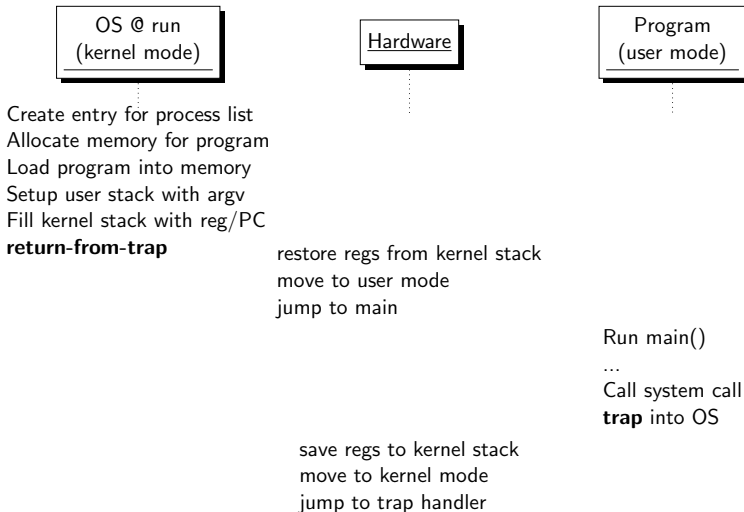 OS @ run
(kernel mode)
Hardware
Program
(user mode)
Create entry for process list
Allocate memory for program
Load program into memory
Setup user stack with argv
Fill kernel stack with reg/PC
return-from-trap
restore regs from kernel stack
move to user mode
jump to main
Run main()
...
Call system call
trap into OS
save regs to kernel stack
move to kernel mode
jump to trap handler